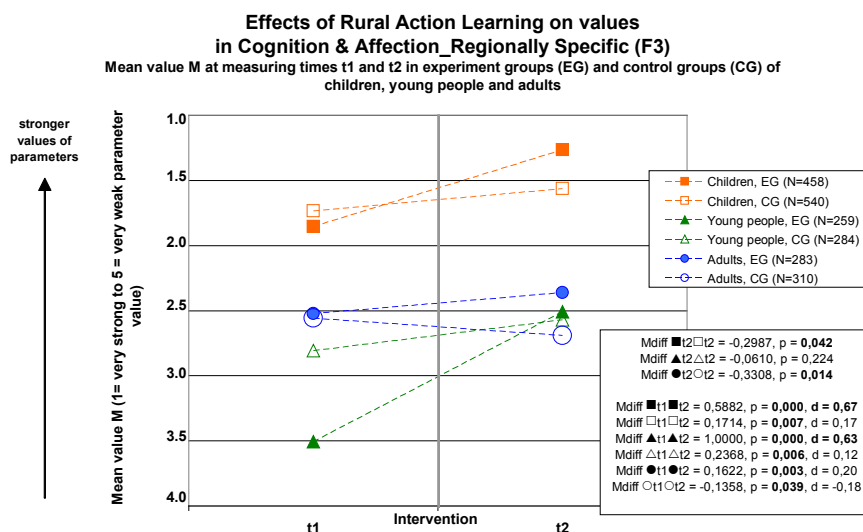 Effects of Rural Action Learning on values
in Cognition & Affection_Regionally Specific (F3)
Mean value M at measuring times t1 and t2 in experiment groups (EG) and control groups (CG) of
children, young people and adults
stronger
values of
parameters
Mean value M (1= very strong to 5 = very weak parameter
value)
1.0
1.5
2.0
2.5
3.0
3.5
4.0
t1
Intervention
t2
Children, EG (N=458)
Children, CG (N=540)
Young people, EG (N=259)
Young people, CG (N=284)
Adults, EG (N=283)
Adults, CG (N=310)
Mdiff ■t2□t2 = -0,2987, p = 0,042
Mdiff ▲t2△t2 = -0,0610, p = 0,224
Mdiff ●t2○t2 = -0,3308, p = 0,014
Mdiff ■t1■t2 = 0,5882, p = 0,000, d = 0,67
Mdiff □t1□t2 = 0,1714, p = 0,007, d = 0,17
Mdiff ▲t1▲t2 = 1,0000, p = 0,000, d = 0,63
Mdiff △t1△t2 = 0,2368, p = 0,006, d = 0,12
Mdiff ●t1●t2 = 0,1622, p = 0,003, d = 0,20
Mdiff ○t1○t2 = -0,1358, p = 0,039, d = -0,18